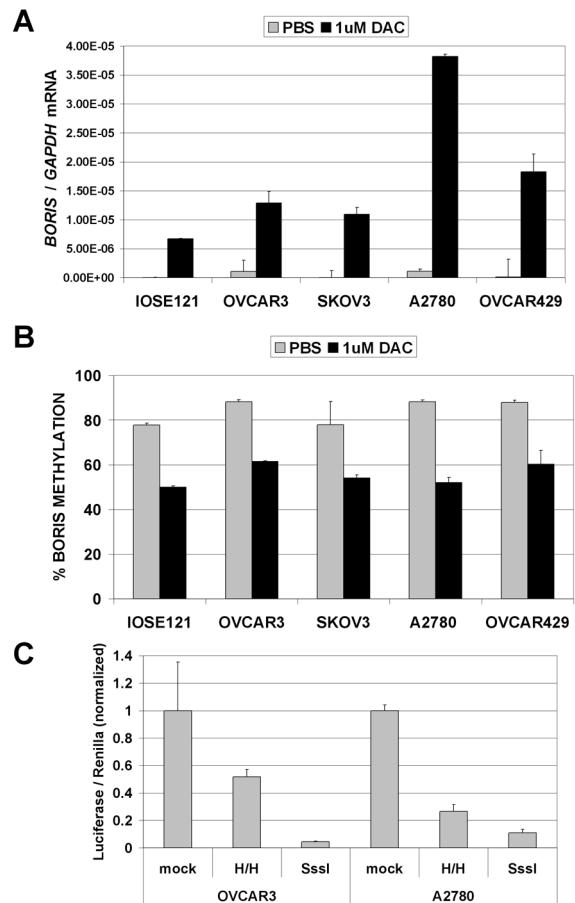 A
PBS 1uM DAC
BORIS / GAPDH mRNA
4.00E-05
3.50E-05
3.00E-05
2.50E-05
2.00E-05
1.50E-05
1.00E-05
5.00E-06
0.00E+00
IOSE121 OVCAR3 SKOV3 A2780 OVCAR429
B
PBS 1uM DAC
% BORIS METHYLATION
100
80
60
40
20
0
IOSE121 OVCAR3 SKOV3 A2780 OVCAR429
C
Luciferase / Renilla (normalized)
1.4
1.2
1
0.8
0.6
0.4
0.2
0
mock H/H SssI mock H/H SssI
OVCAR3 A2780